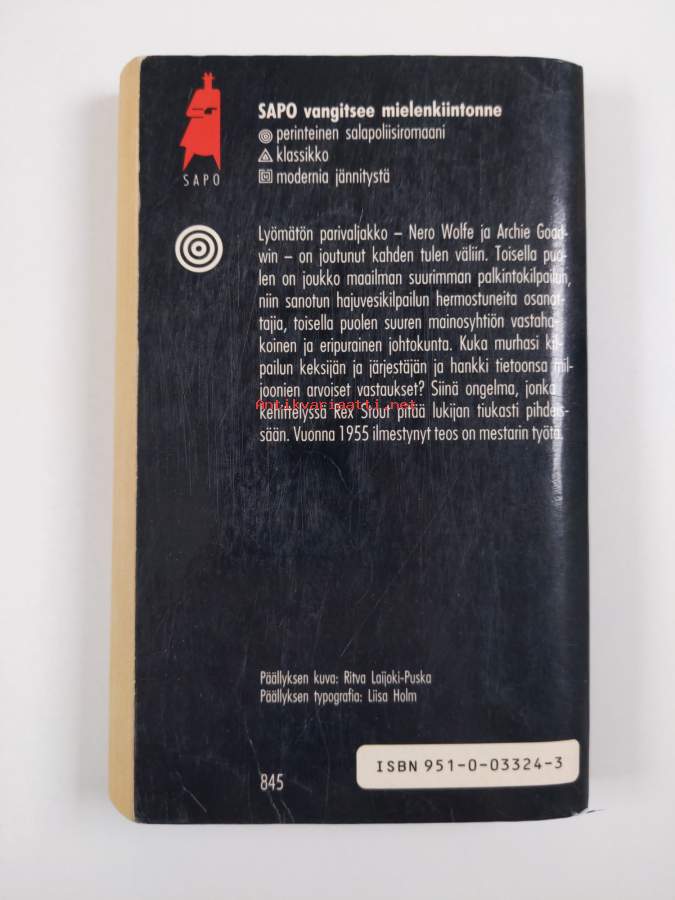 SAPO vangitsee mielenkiintonne
perinteinen salapoliisiromaani
klassikko
modernia jännitystä
SAPO
Lyömätön parivaljakko – Nero Wolfe ja Archie Good-
win – on joutunut kahden tulen väliin. Toisella puo-
len on joukko maailman suurimman palkintokilpailun,
niin sanotun hajuvesikilpailun hermostuneita osanot-
tajia, toisella puolen suuren mainosyhtiön vastaha-
koinen ja eripurainen johtokunta. Kuka murhasi kil-
pailun keksijän ja järjestäjän ja hankki tietoonsa mil-
joonien arvoiset vastaukset? Siinä ongelma, jonka
Antikvariaatti.net
kehittelyssä Rex Stout pitää lukijan tiukasti pihdeis-
sään. Vuonna 1955 ilmestynyt teos on mestarin työtä.
Päällyksen kuva: Ritva Laijoki-Puska
Päällyksen typografia: Liisa Holm
ISBN 951-0-03324-3
845